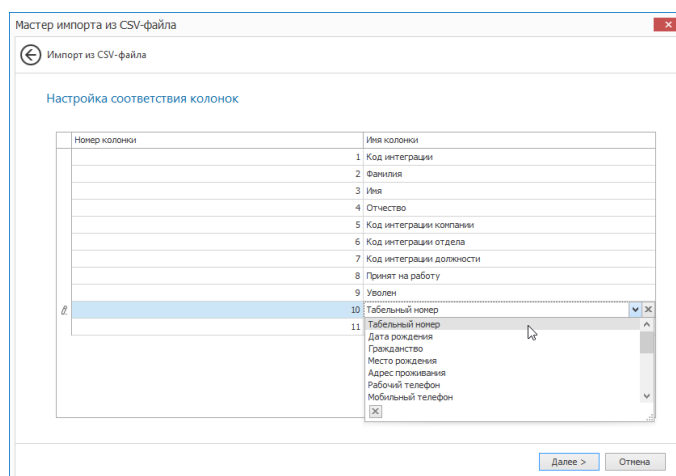 Мастер импорта из CSV-файла
Импорт из CSV-файла
Настройка соответствия колонок
Номер колонки Имя колонки
1 Код интеграции
2 Фамилия
3 Имя
4 Отчество
5 Код интеграции компании
6 Код интеграции отдела
7 Код интеграции должности
8 Принят на работу
9 Уволен
10 Табельный номер
11 Табельный номер
Дата рождения
Гражданство
Место рождения
Адрес проживания
Рабочий телефон
Мобильный телефон
Далее > Отмена